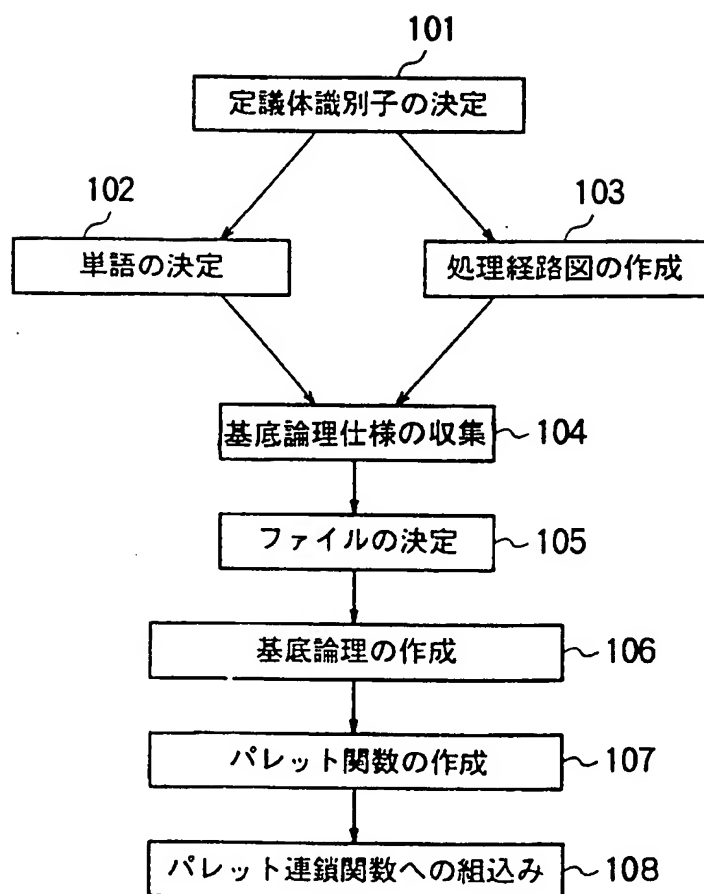 101
定議体識別子の決定
102
単語の決定
103
処理経路図の作成
基底論理仕様の収集
104
ファイルの決定
105
基底論理の作成
106
パレット関数の作成
107
パレット連鎖関数への組込み
108